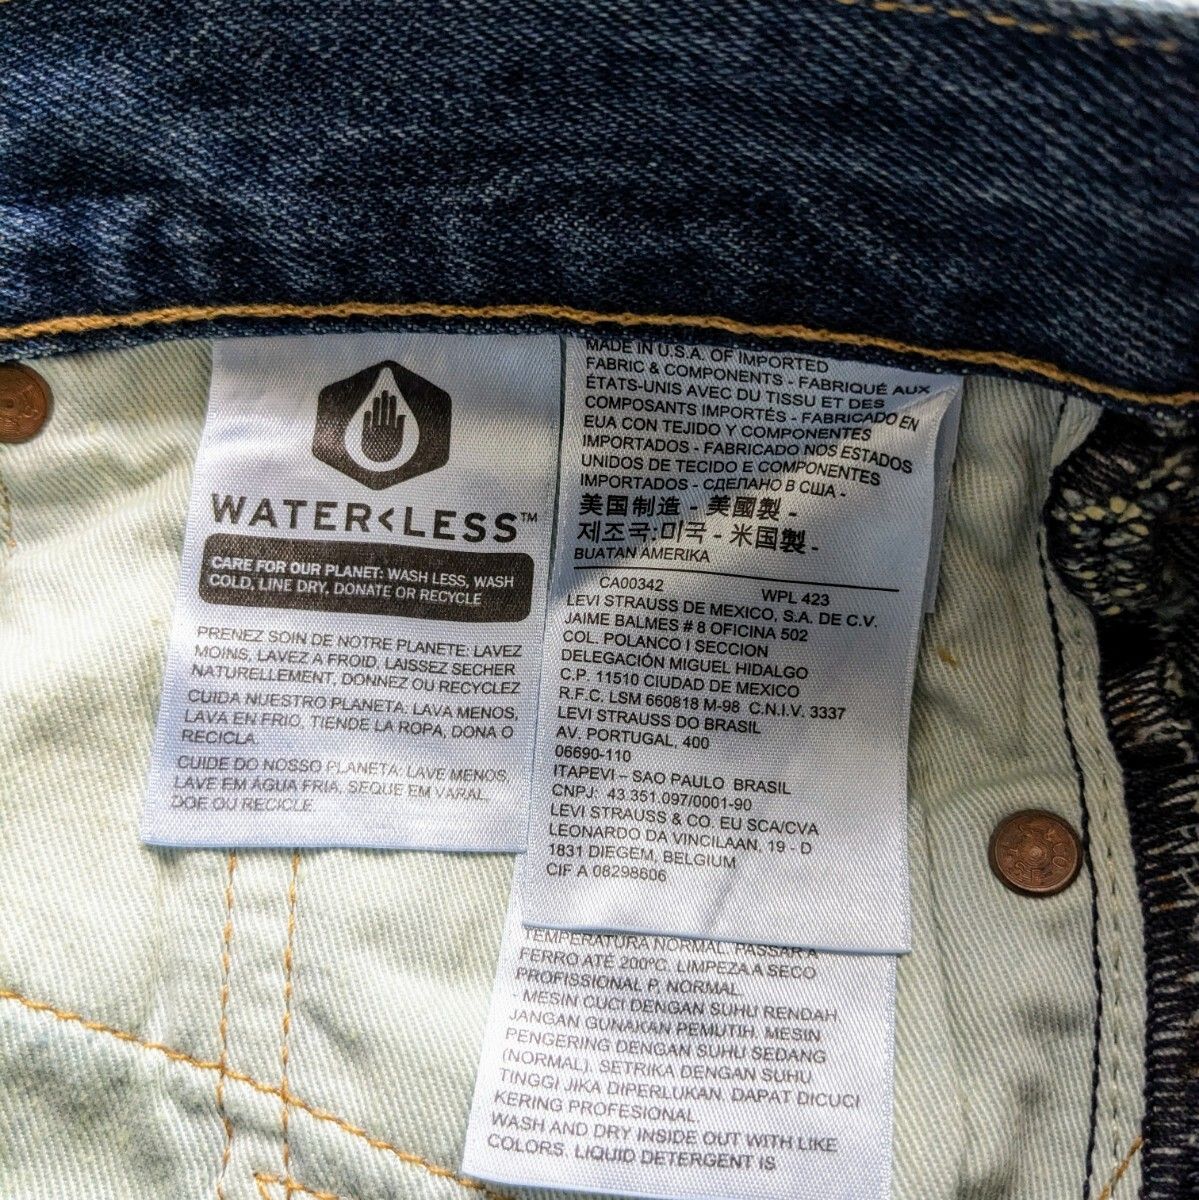 WATER<LESS™
CARE FOR OUR PLANET: WASH LESS, WASH
COLD, LINE DRY, DONATE OR RECYCLE
PRENEZ SOIN DE NOTRE PLANETE: LAVEZ
MOINS, LAVEZ A FROID, LAISSEZ SECHER
NATURELLEMENT, DONNEZ OU RECYCLEZ
CUIDA NUESTRO PLANETA: LAVA MENOS,
LAVA EN FRIO, TIENDE LA ROPA, DONA O
RECICLA.
CUIDE DO NOSSO PLANETA: LAVE MENOS,
LAVE EM ÁGUA FRIA, SEQUE EM VARAL,
DOE OU RECICLE.
MADE IN U.S.A. OF IMPORTED
FABRIC & COMPONENTS - FABRIQUÉ AUX
ÉTATS-UNIS AVEC DU TISSU ET DES
COMPOSANTS IMPORTÉS - FABRICADO EN
EUA CON TEJIDO Y COMPONENTES
IMPORTADOS - FABRICADO NOS ESTADOS
UNIDOS DE TECIDO E COMPONENTES
IMPORTADOS - СДЕЛАНО В США -
美国制造 - 美國製 -
제조국:미국 - 米国製 -
BUATAN AMERIKA
CA00342 WPL 423
LEVI STRAUSS DE MEXICO, S.A. DE C.V.
JAIME BALMES # 8 OFICINA 502
COL. POLANCO I SECCION
DELEGACIÓN MIGUEL HIDALGO
C.P. 11510 CIUDAD DE MEXICO
R.F.C. LSM 660818 M-98 C.N.I.V. 3337
LEVI STRAUSS DO BRASIL
AV. PORTUGAL, 400
06690-110
ITAPEVI – SAO PAULO BRASIL
CNPJ: 43.351.097/0001-90
LEVI STRAUSS & CO. EU SCA/CVA
LEONARDO DA VINCILAAN, 19 - D
1831 DIEGEM, BELGIUM
CIF A 08298606
TEMPERATURA NORMAL. PASSAR A
FERRO ATÉ 200ºC. LIMPEZA A SECO
PROFISSIONAL P, NORMAL.
- MESIN CUCI DENGAN SUHU RENDAH.
JANGAN GUNAKAN PEMUTIH. MESIN
PENGERING DENGAN SUHU SEDANG
(NORMAL). SETRIKA DENGAN SUHU
TINGGI JIKA DIPERLUKAN. DAPAT DICUCI
KERING PROFESIONAL
WASH AND DRY INSIDE OUT WITH LIKE
COLORS. LIQUID DETERGENT IS